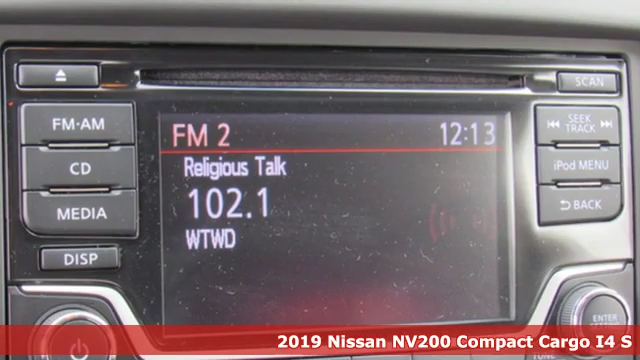 SCAN
FM·AM
CD
MEDIA
DISP
FM 2 12:13
Religious Talk
102.1
WTWD
SEEK
TRACK
iPod MENU
BACK
ENTER
TUNE
2019 Nissan NV200 Compact Cargo I4 S